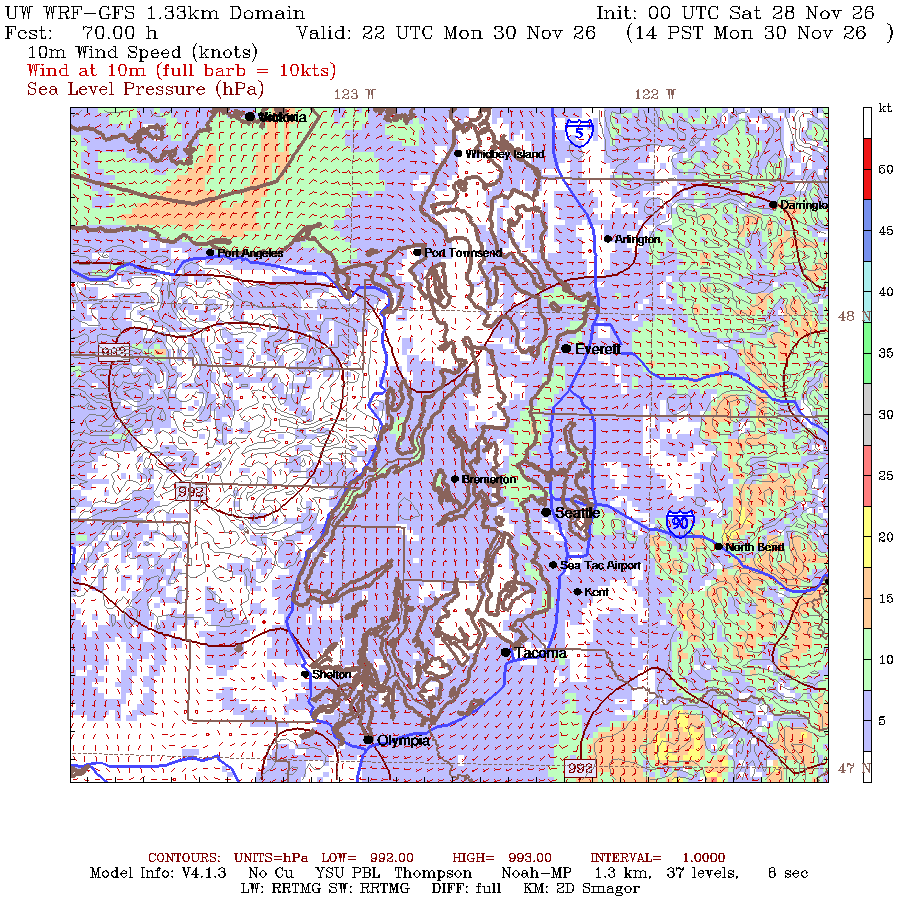 UW WRF-GFS 1.33km Domain Init: 00 UTC Sat 28 Nov 26
Fcst: 70.00 h Valid: 22 UTC Mon 30 Nov 26 (14 PST Mon 30 Nov 26 )
10m Wind Speed (knots)
Wind at 10m (full barb = 10kts)
Sea Level Pressure (hPa)
123 W 122 W
kt
Victoria
5
Whidbey Island
60
Darringto
45
Arlington
Port Angeles
Port Townsend
40
48 N
Everett
992
35
30
Bremerton
25
992
Seattle
90
20
North Bend
Sea Tac Airport
Kent
15
Tacoma
10
Shelton
5
Olympia
992
47 N
CONTOURS: UNITS=hPa LOW= 992.00 HIGH= 993.00 INTERVAL= 1.0000
Model Info: V4.1.3 No Cu YSU PBL Thompson Noah-MP 1.3 km, 37 levels, 8 sec
LW: RRTMG SW: RRTMG DIFF: full KM: 2D Smagor